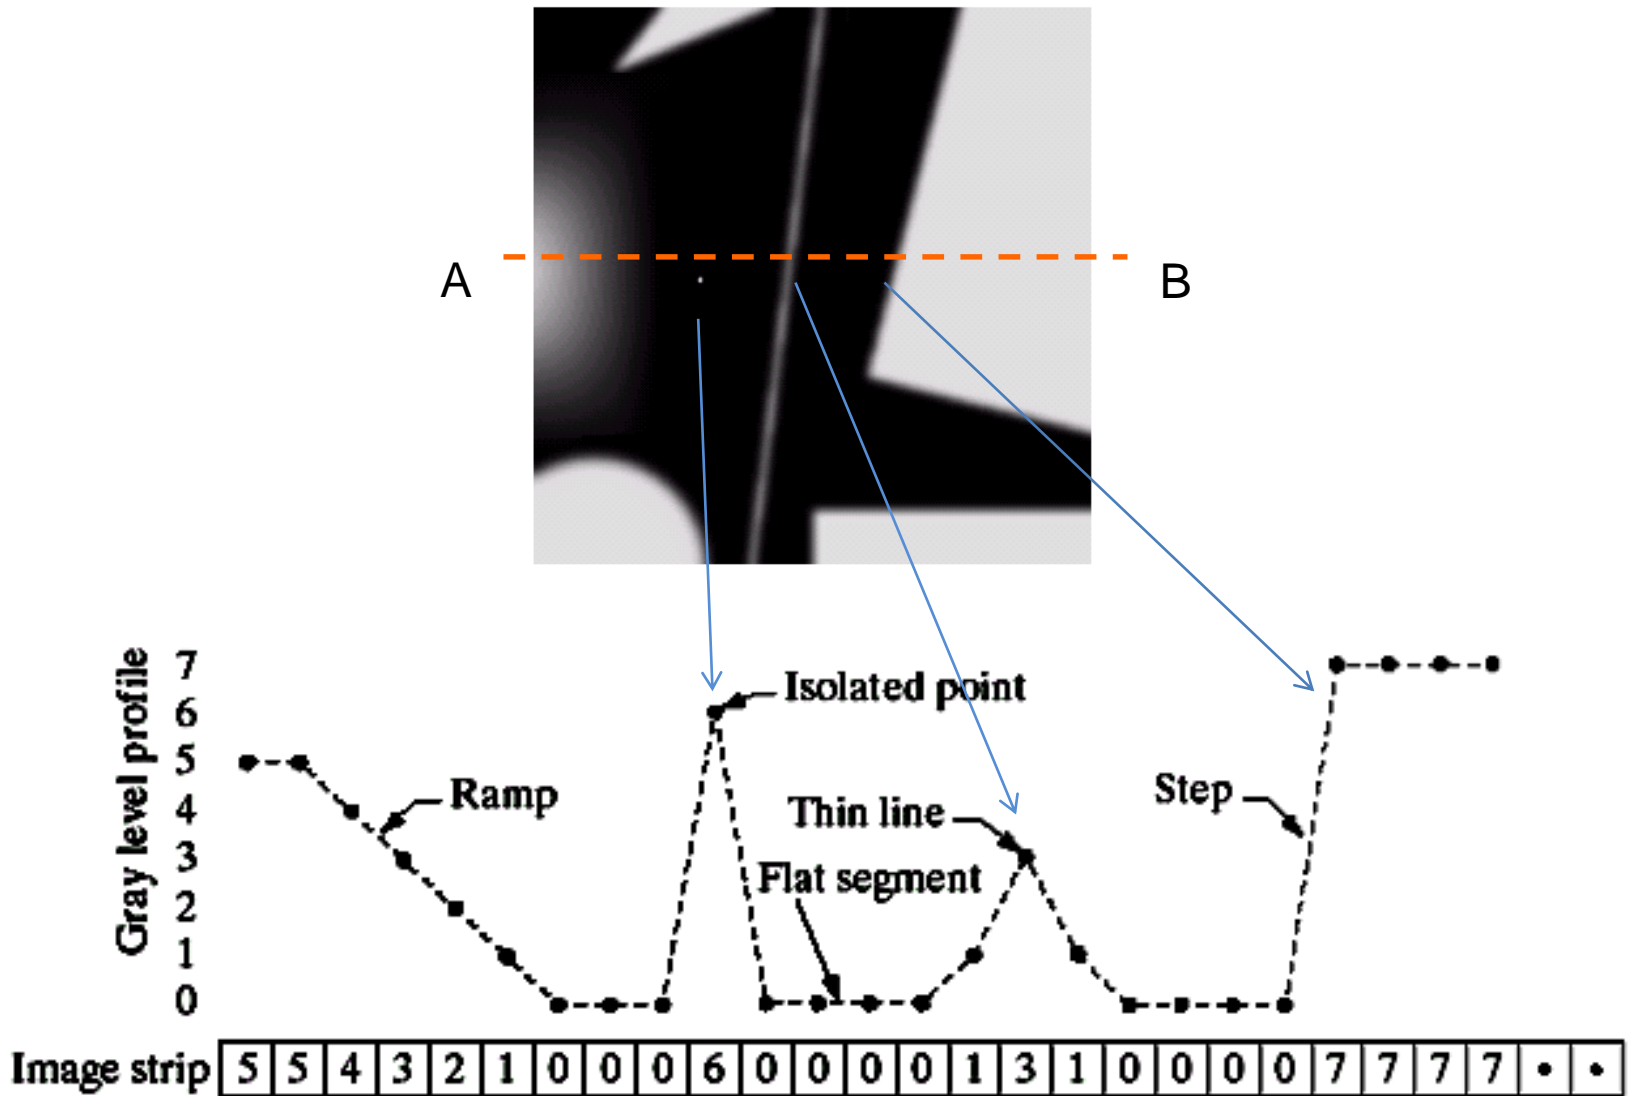 A
B
Gray level profile
7
6
5
4
3
2
1
0
Isolated point
Ramp
Thin line
Step
Flat segment
Image strip 5 5 4 3 2 1 0 0 0 6 0 0 0 0 1 3 1 0 0 0 0 7 7 7 7 • •